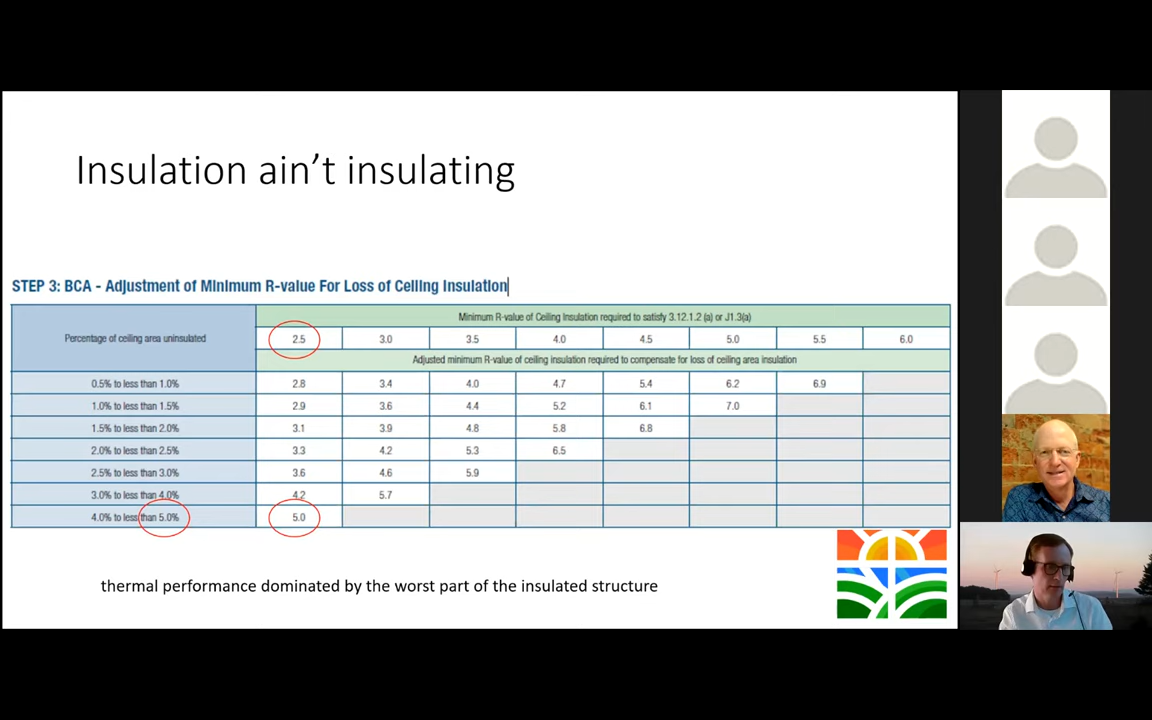 Insulation ain’t insulating
STEP 3: BCA - Adjustment of Minimum R-value For Loss of Ceiling Insulation
Percentage of ceiling area uninsulated
Minimum R-value of Ceiling Insulation required to satisfy 3.12.1.2 (a) or J1.3(a)
2.5 3.0 3.5 4.0 4.5 5.0 5.5 6.0
Adjusted minimum R-value of ceiling insulation required to compensate for loss of ceiling area insulation
0.5% to less than 1.0% 2.8 3.4 4.0 4.7 5.4 6.2 6.9
1.0% to less than 1.5% 2.9 3.6 4.4 5.2 6.1 7.0
1.5% to less than 2.0% 3.1 3.9 4.8 5.8 6.8
2.0% to less than 2.5% 3.3 4.2 5.3 6.5
2.5% to less than 3.0% 3.6 4.6 5.9
3.0% to less than 4.0% 4.2 5.7
4.0% to less than 5.0% 5.0
thermal performance dominated by the worst part of the insulated structure